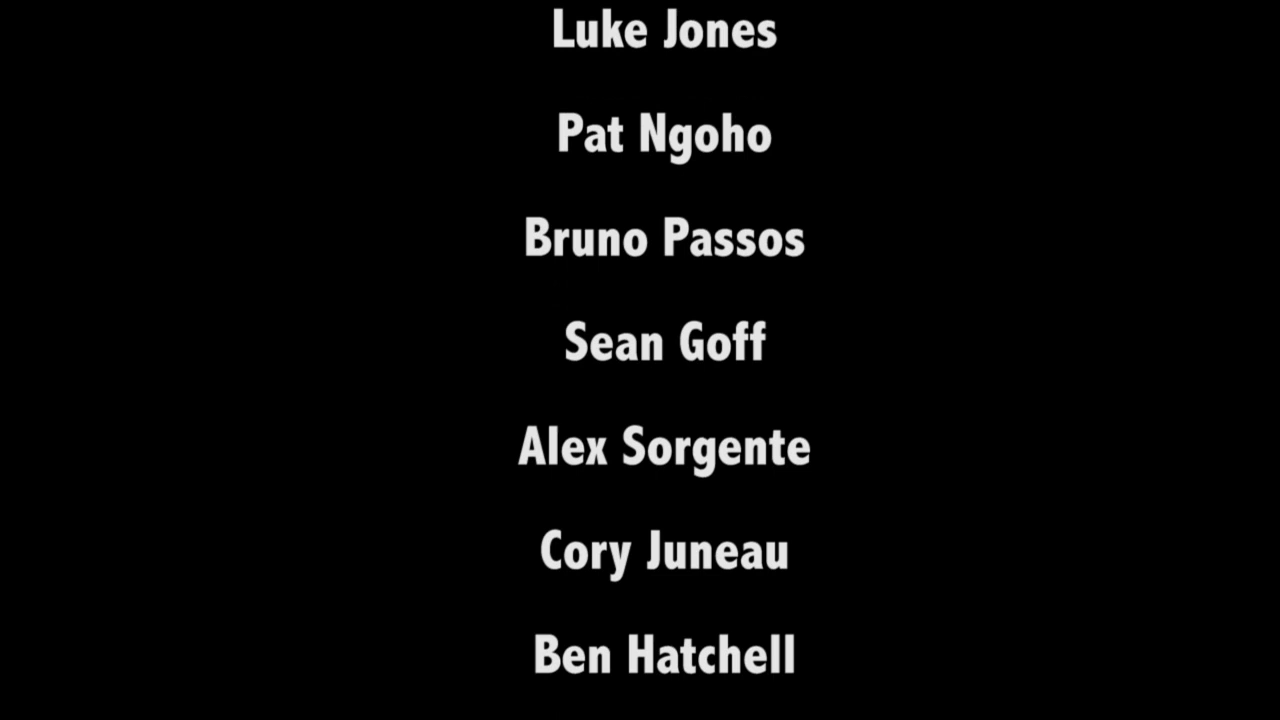 Luke Jones
Pat Ngoho
Bruno Passos
Sean Goff
Alex Sorgente
Cory Juneau
Ben Hatchell